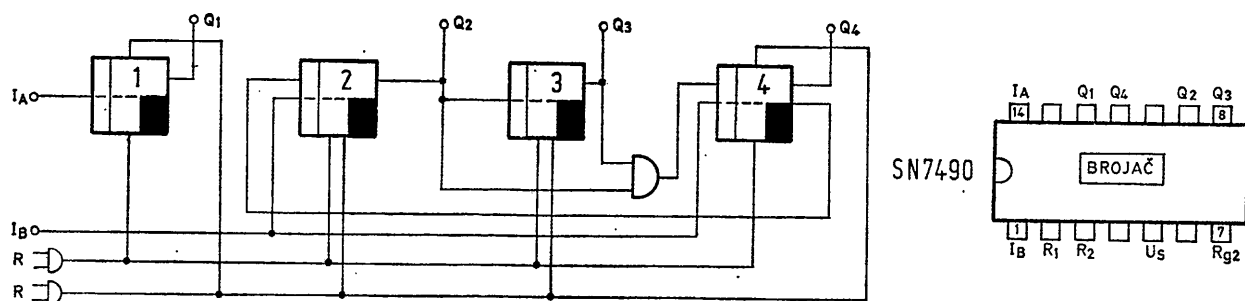 Q1 Q2 Q3 Q4
1 2 3 4
IA
IB
R
R
SN7490
IA Q1 Q4 Q2 Q3
14 8
BROJAČ
1 7
IB R1 R2 US Rg2